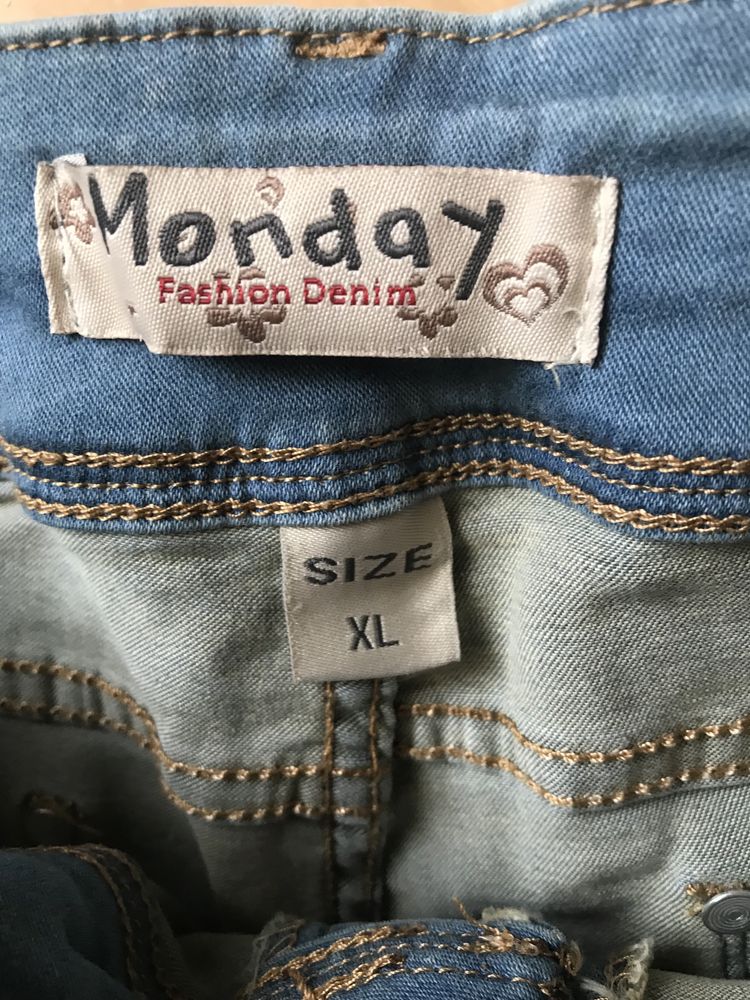 Monday
Fashion Denim
SIZE
XL